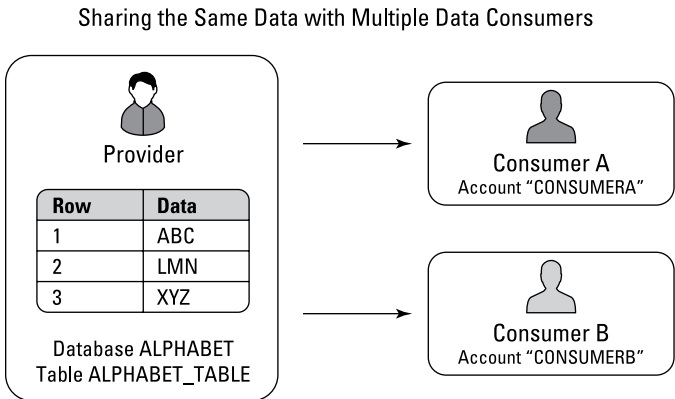 Sharing the Same Data with Multiple Data Consumers
Provider
Row Data
1 ABC
2 LMN
3 XYZ
Database ALPHABET
Table ALPHABET_TABLE
Consumer A
Account “CONSUMERA”
Consumer B
Account “CONSUMERB”